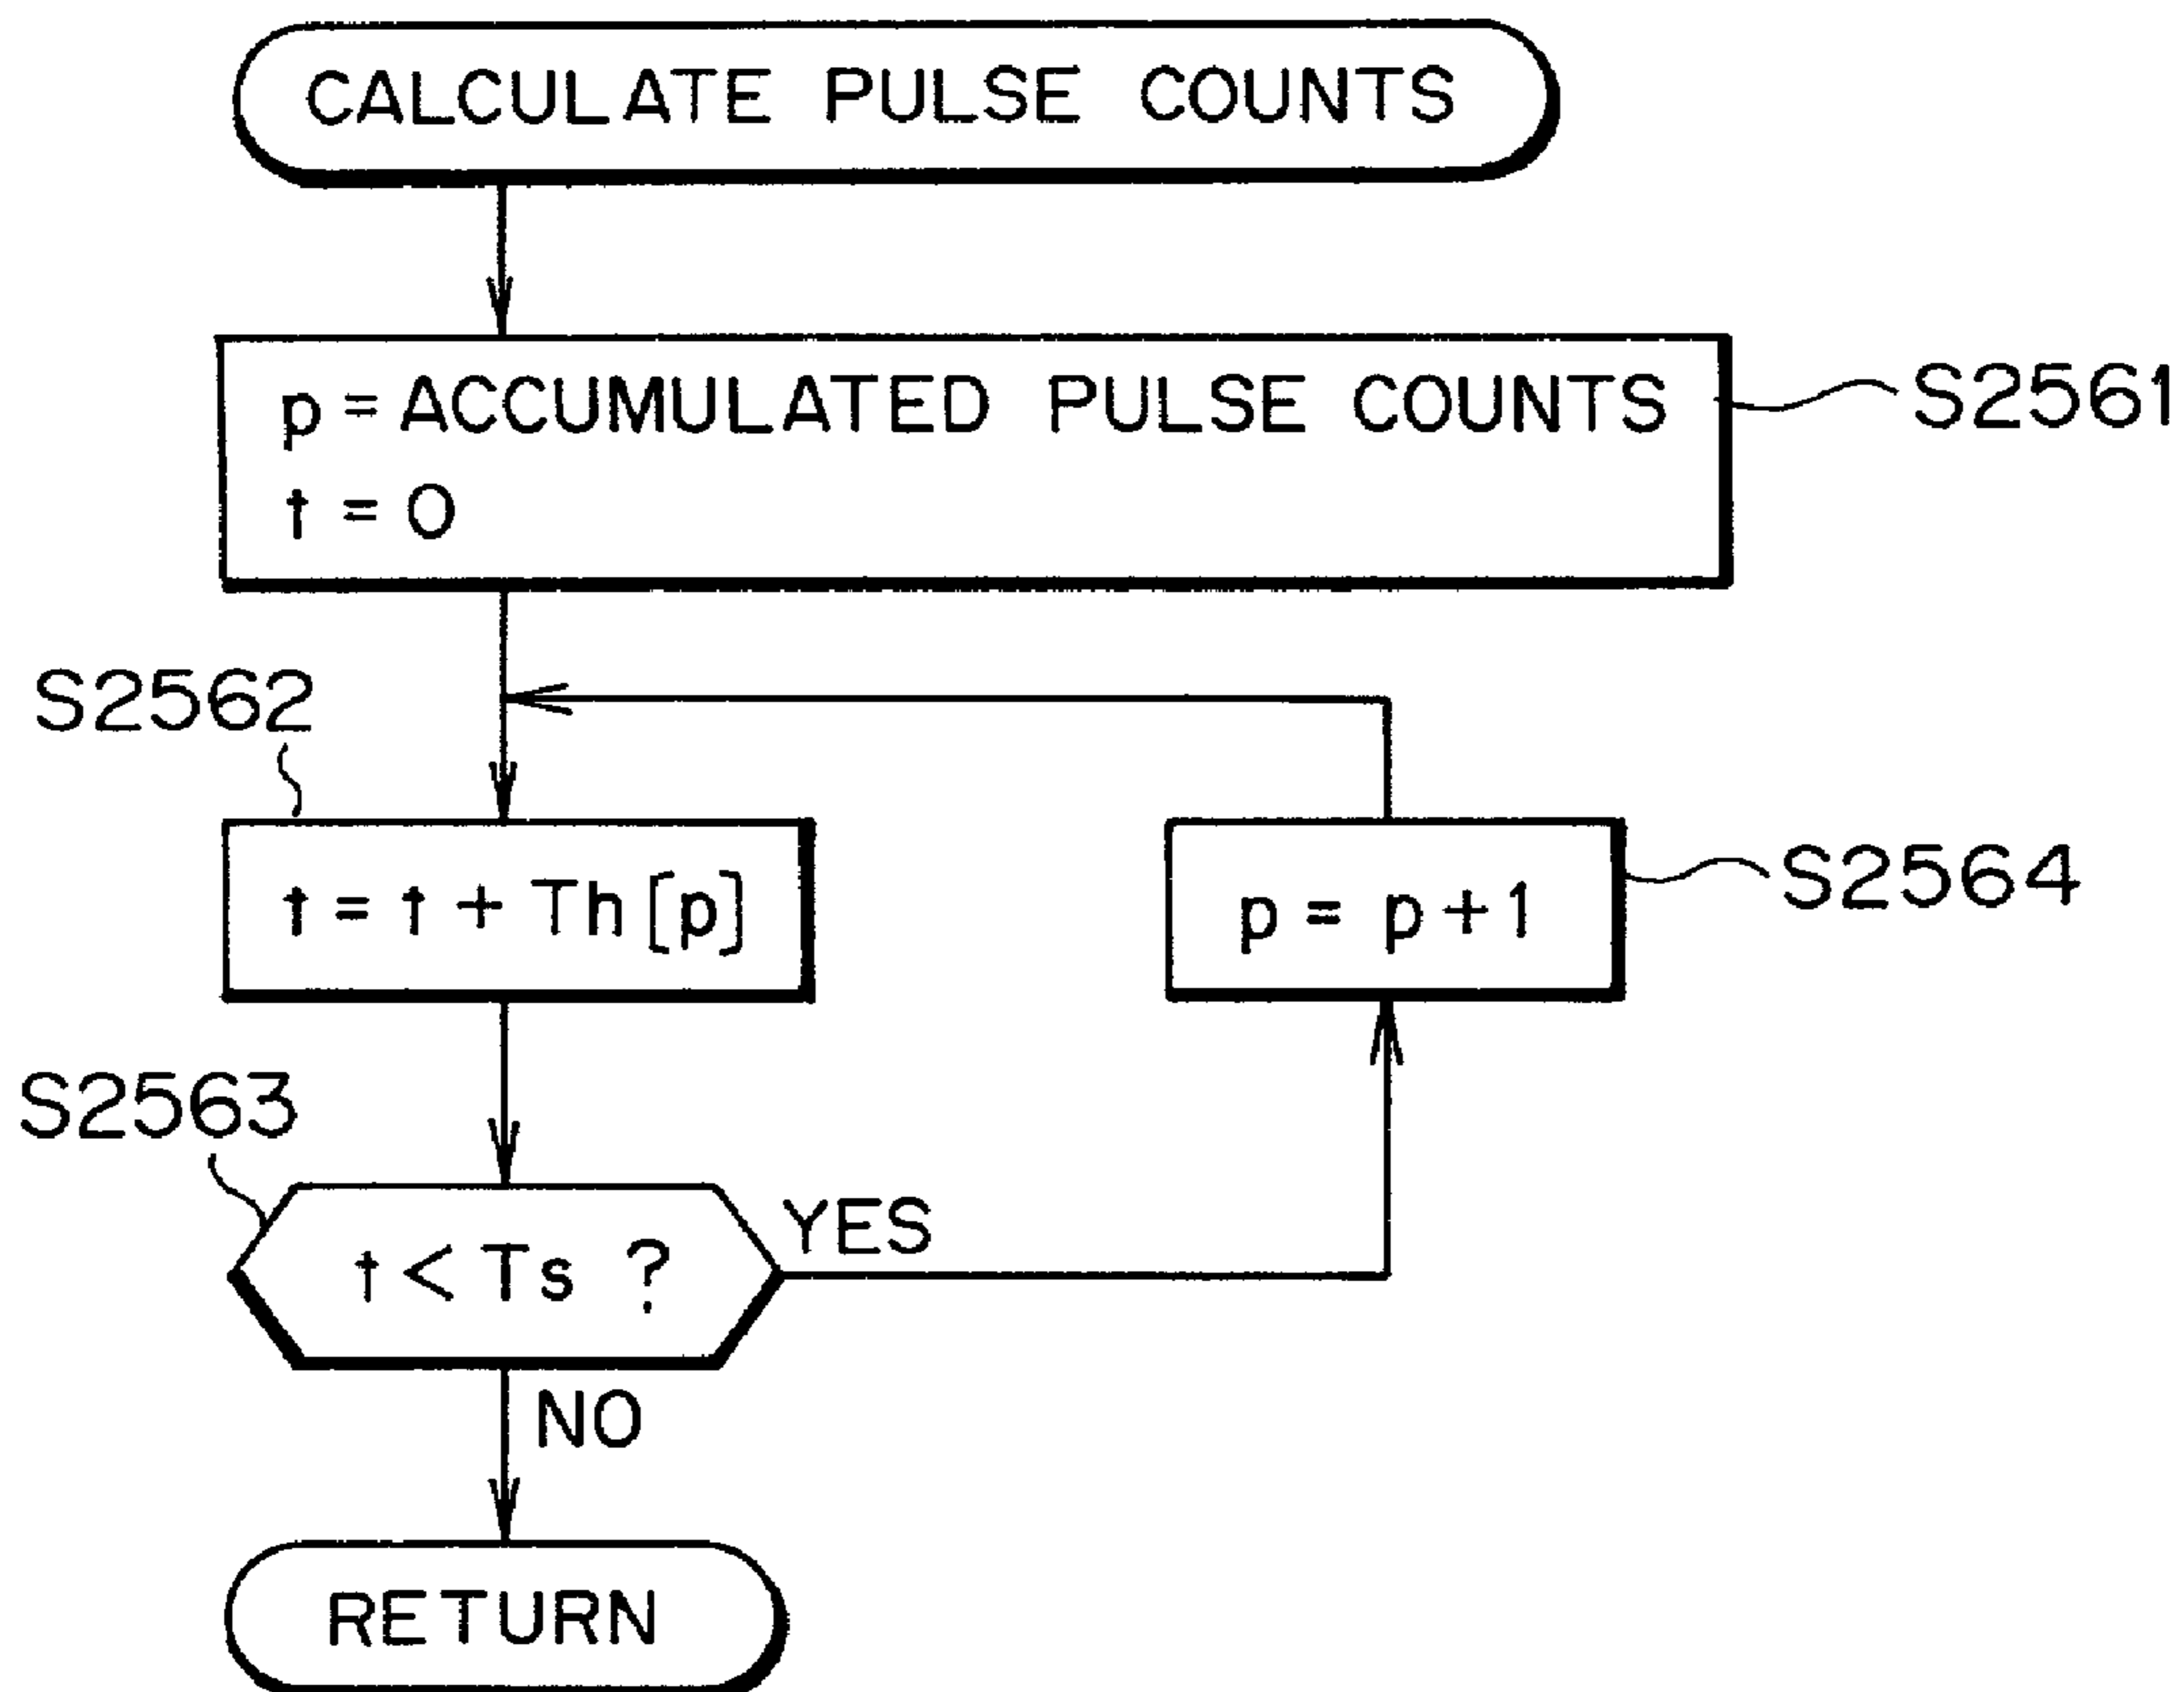 CALCULATE PULSE COUNTS
p = ACCUMULATED PULSE COUNTS
t = 0
S2561
S2562
t = t + Th[p]
p = p + 1
S2564
S2563
t < Ts ?
YES
NO
RETURN